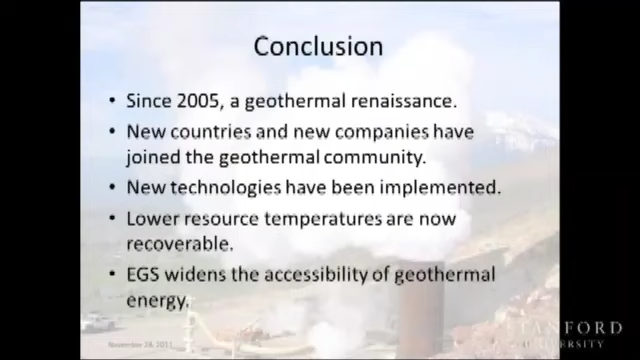 Conclusion
• Since 2005, a geothermal renaissance.
• New countries and new companies have
joined the geothermal community.
• New technologies have been implemented.
• Lower resource temperatures are now
recoverable.
• EGS widens the accessibility of geothermal
energy.
November 28, 2011
STANFORD
UNIVERSITY